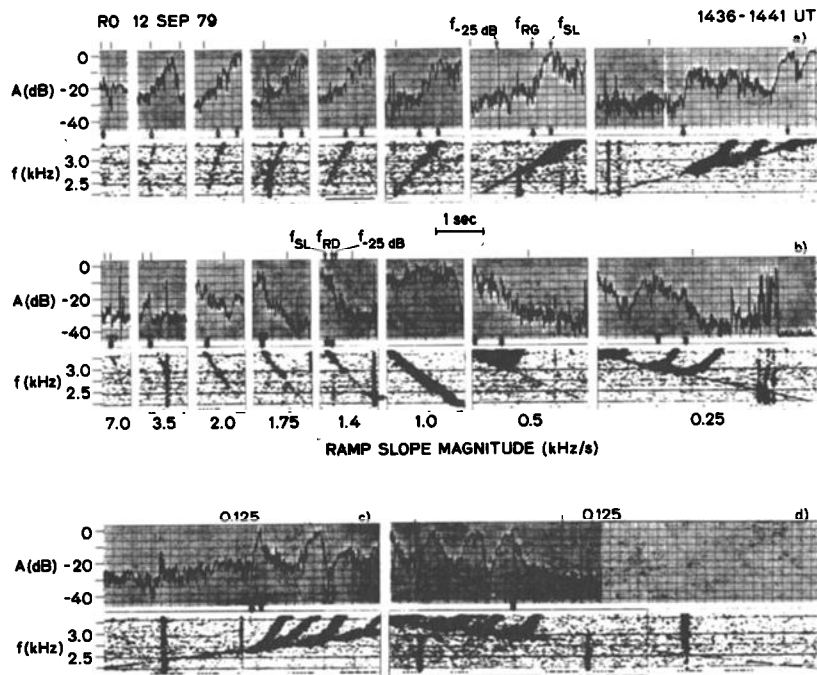 RO 12 SEP 79
1436-1441 UT
f-25 dB fRG fSL
a)
0
A(dB) -20
-40
f(kHz) 3.0
2.5
1 sec
fSL fRD f-25 dB
b)
0
A(dB) -20
-40
f(kHz) 3.0
2.5
7.0 3.5 2.0 1.75 1.4 1.0 0.5 0.25
RAMP SLOPE MAGNITUDE (kHz/s)
0.125 c) 0.125 d)
0
A(dB) -20
-40
f(kHz) 3.0
2.5